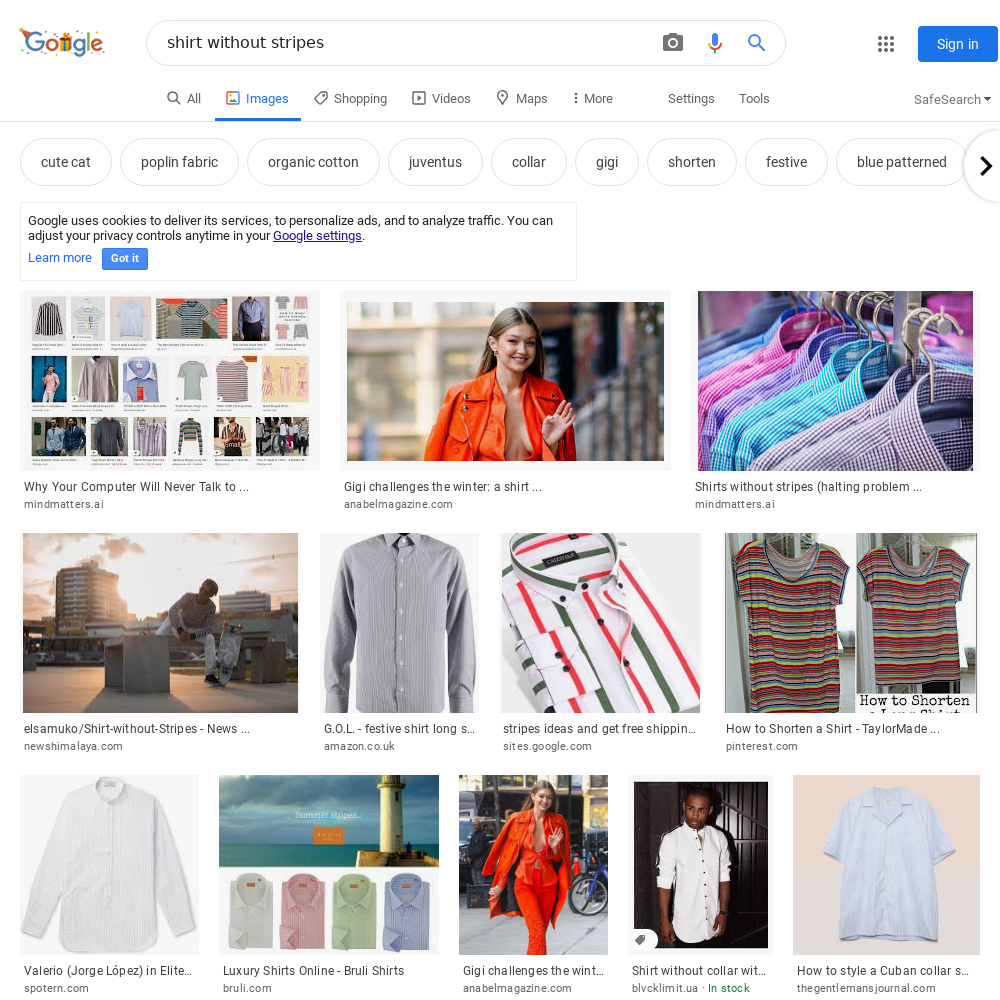 Google
shirt without stripes
Sign in
All
Images
Shopping
Videos
Maps
More
Settings
Tools
SafeSearch
cute cat
poplin fabric
organic cotton
juventus
collar
gigi
shorten
festive
blue patterned
Google uses cookies to deliver its services, to personalize ads, and to analyze traffic. You can
adjust your privacy controls anytime in your Google settings.
Learn more
Got it
Why Your Computer Will Never Talk to ...
mindmatters.ai
Gigi challenges the winter: a shirt ...
anabelmagazine.com
Shirts without stripes (halting problem ...
mindmatters.ai
elsamuko/Shirt-without-Stripes - News ...
newshimalaya.com
G.O.L. - festive shirt long s...
amazon.co.uk
stripes ideas and get free shippin...
sites.google.com
How to Shorten
How to Shorten a Shirt - TaylorMade ...
pinterest.com
Valerio (Jorge López) in Elite...
spotern.com
Summer stripes...
Luxury Shirts Online - Bruli Shirts
bruli.com
Gigi challenges the wint...
anabelmagazine.com
Shirt without collar wit...
blvcklimit.ua · In stock
How to style a Cuban collar s...
thegentlemansjournal.com